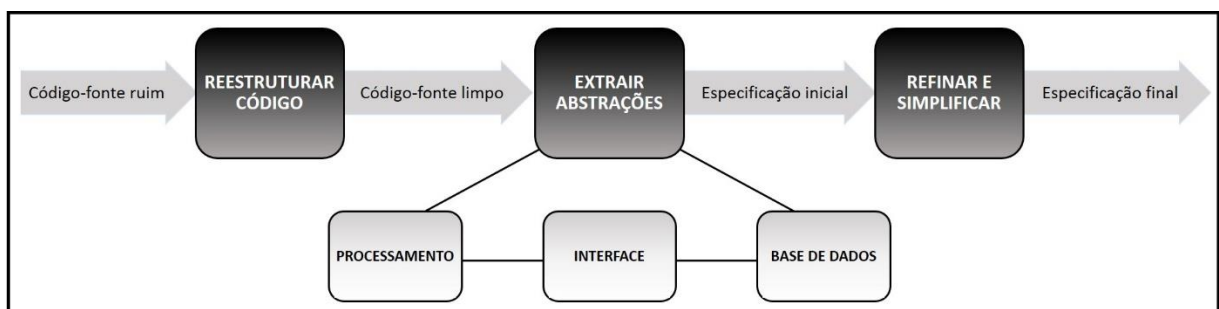 Código-fonte ruim
REESTRUTURAR
CÓDIGO
Código-fonte limpo
EXTRAIR
ABSTRAÇÕES
Especificação inicial
REFINAR E
SIMPLIFICAR
Especificação final
PROCESSAMENTO
INTERFACE
BASE DE DADOS